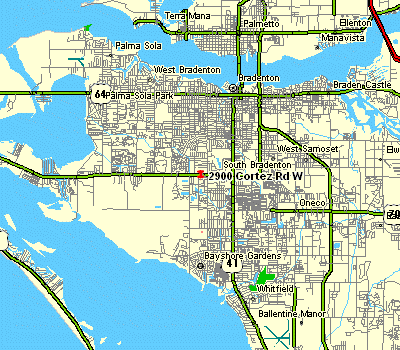 Terra Mana
Ellenton
Palmetto
Manavista
Palma Sola
West Bradenton
Bradenton
Braden Castle
64
Palma-Sola-Park
West Samoset
South Bradenton
2900 Cortez Rd W
Oneco
Bayshore Gardens
41
Whitfield
Ballentine Manor